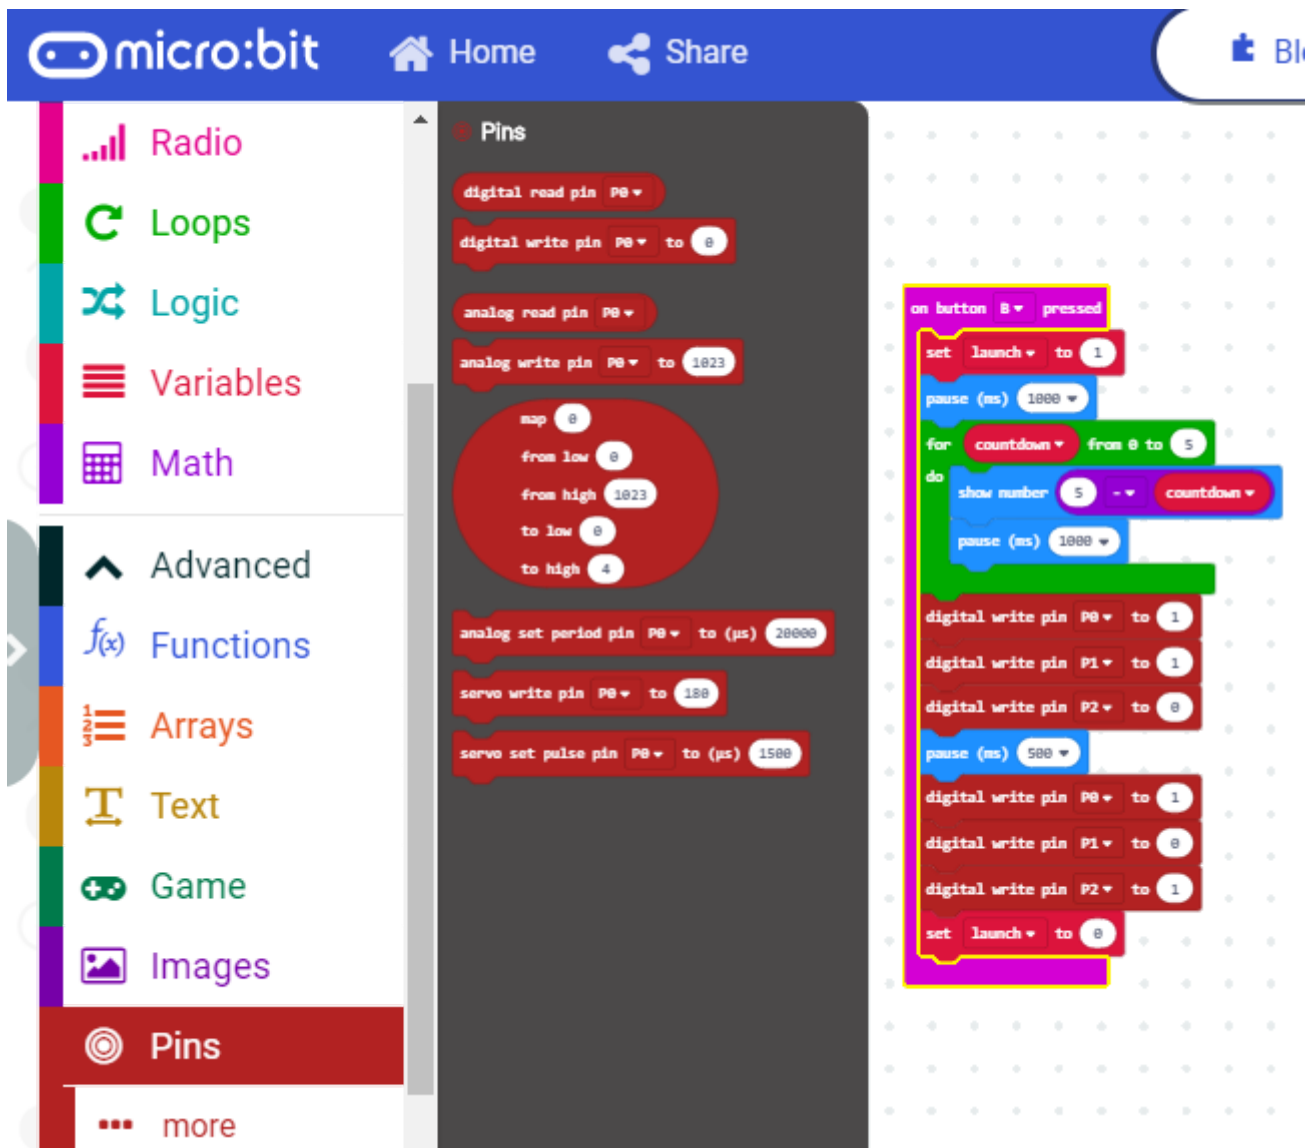 micro:bit Home Share Blo
Radio
Loops
Logic
Variables
Math
Advanced
f(x) Functions
1 2 3 Arrays
T Text
Game
Images
Pins
more
Pins
digital read pin P0
digital write pin P0 to 0
analog read pin P0
analog write pin P0 to 1023
map 0
from low 0
from high 1023
to low 0
to high 4
analog set period pin P0 to (µs) 20000
servo write pin P0 to 180
servo set pulse pin P0 to (µs) 1500
on button B pressed
set launch to 1
pause (ms) 1000
for countdown from 0 to 5
do
show number 5 - countdown
pause (ms) 1000
digital write pin P0 to 1
digital write pin P1 to 1
digital write pin P2 to 0
pause (ms) 500
digital write pin P0 to 1
digital write pin P1 to 0
digital write pin P2 to 1
set launch to 0